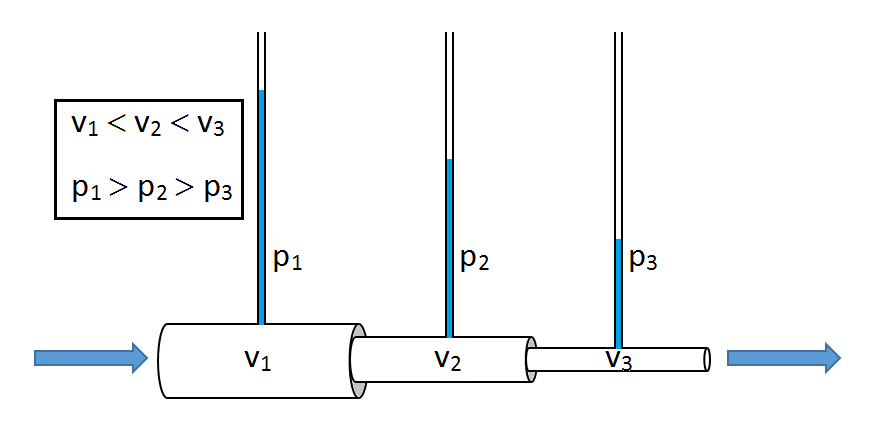 v₁ < v₂ < v₃
p₁ > p₂ > p₃
p₁
p₂
p₃
v₁
v₂
v₃